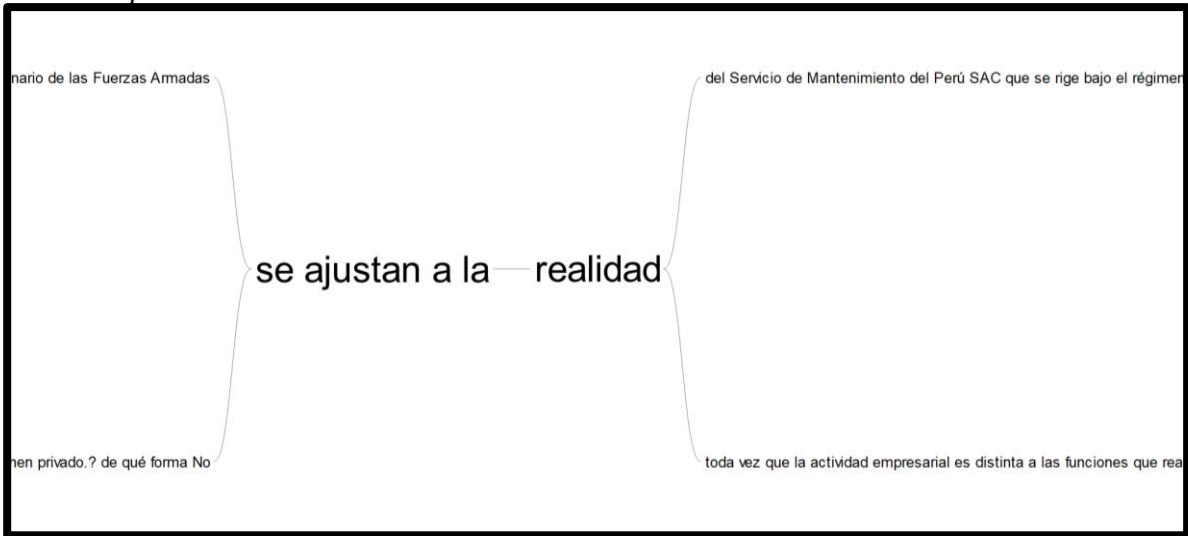 nario de las Fuerzas Armadas
del Servicio de Mantenimiento del Perú SAC que se rige bajo el régimen
se ajustan a la realidad
privado.? de qué forma No
toda vez que la actividad empresarial es distinta a las funciones que rea